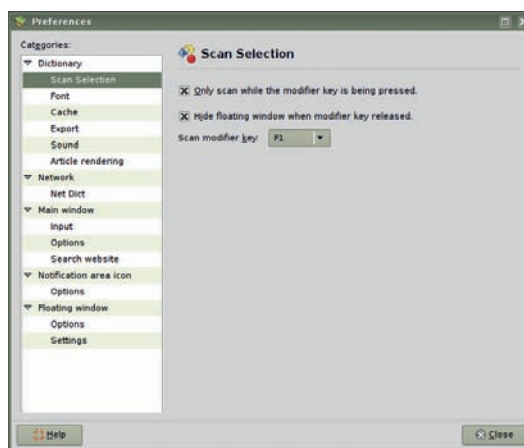 Preferences
Categories:
Dictionary
Scan Selection
Font
Cache
Export
Sound
Article rendering
Network
Net Dict
Main window
Input
Options
Search website
Notification area icon
Options
Floating window
Options
Settings
Scan Selection
Only scan while the modifier key is being pressed.
Hide floating window when modifier key released.
Scan modifier key: F1
Help
Close